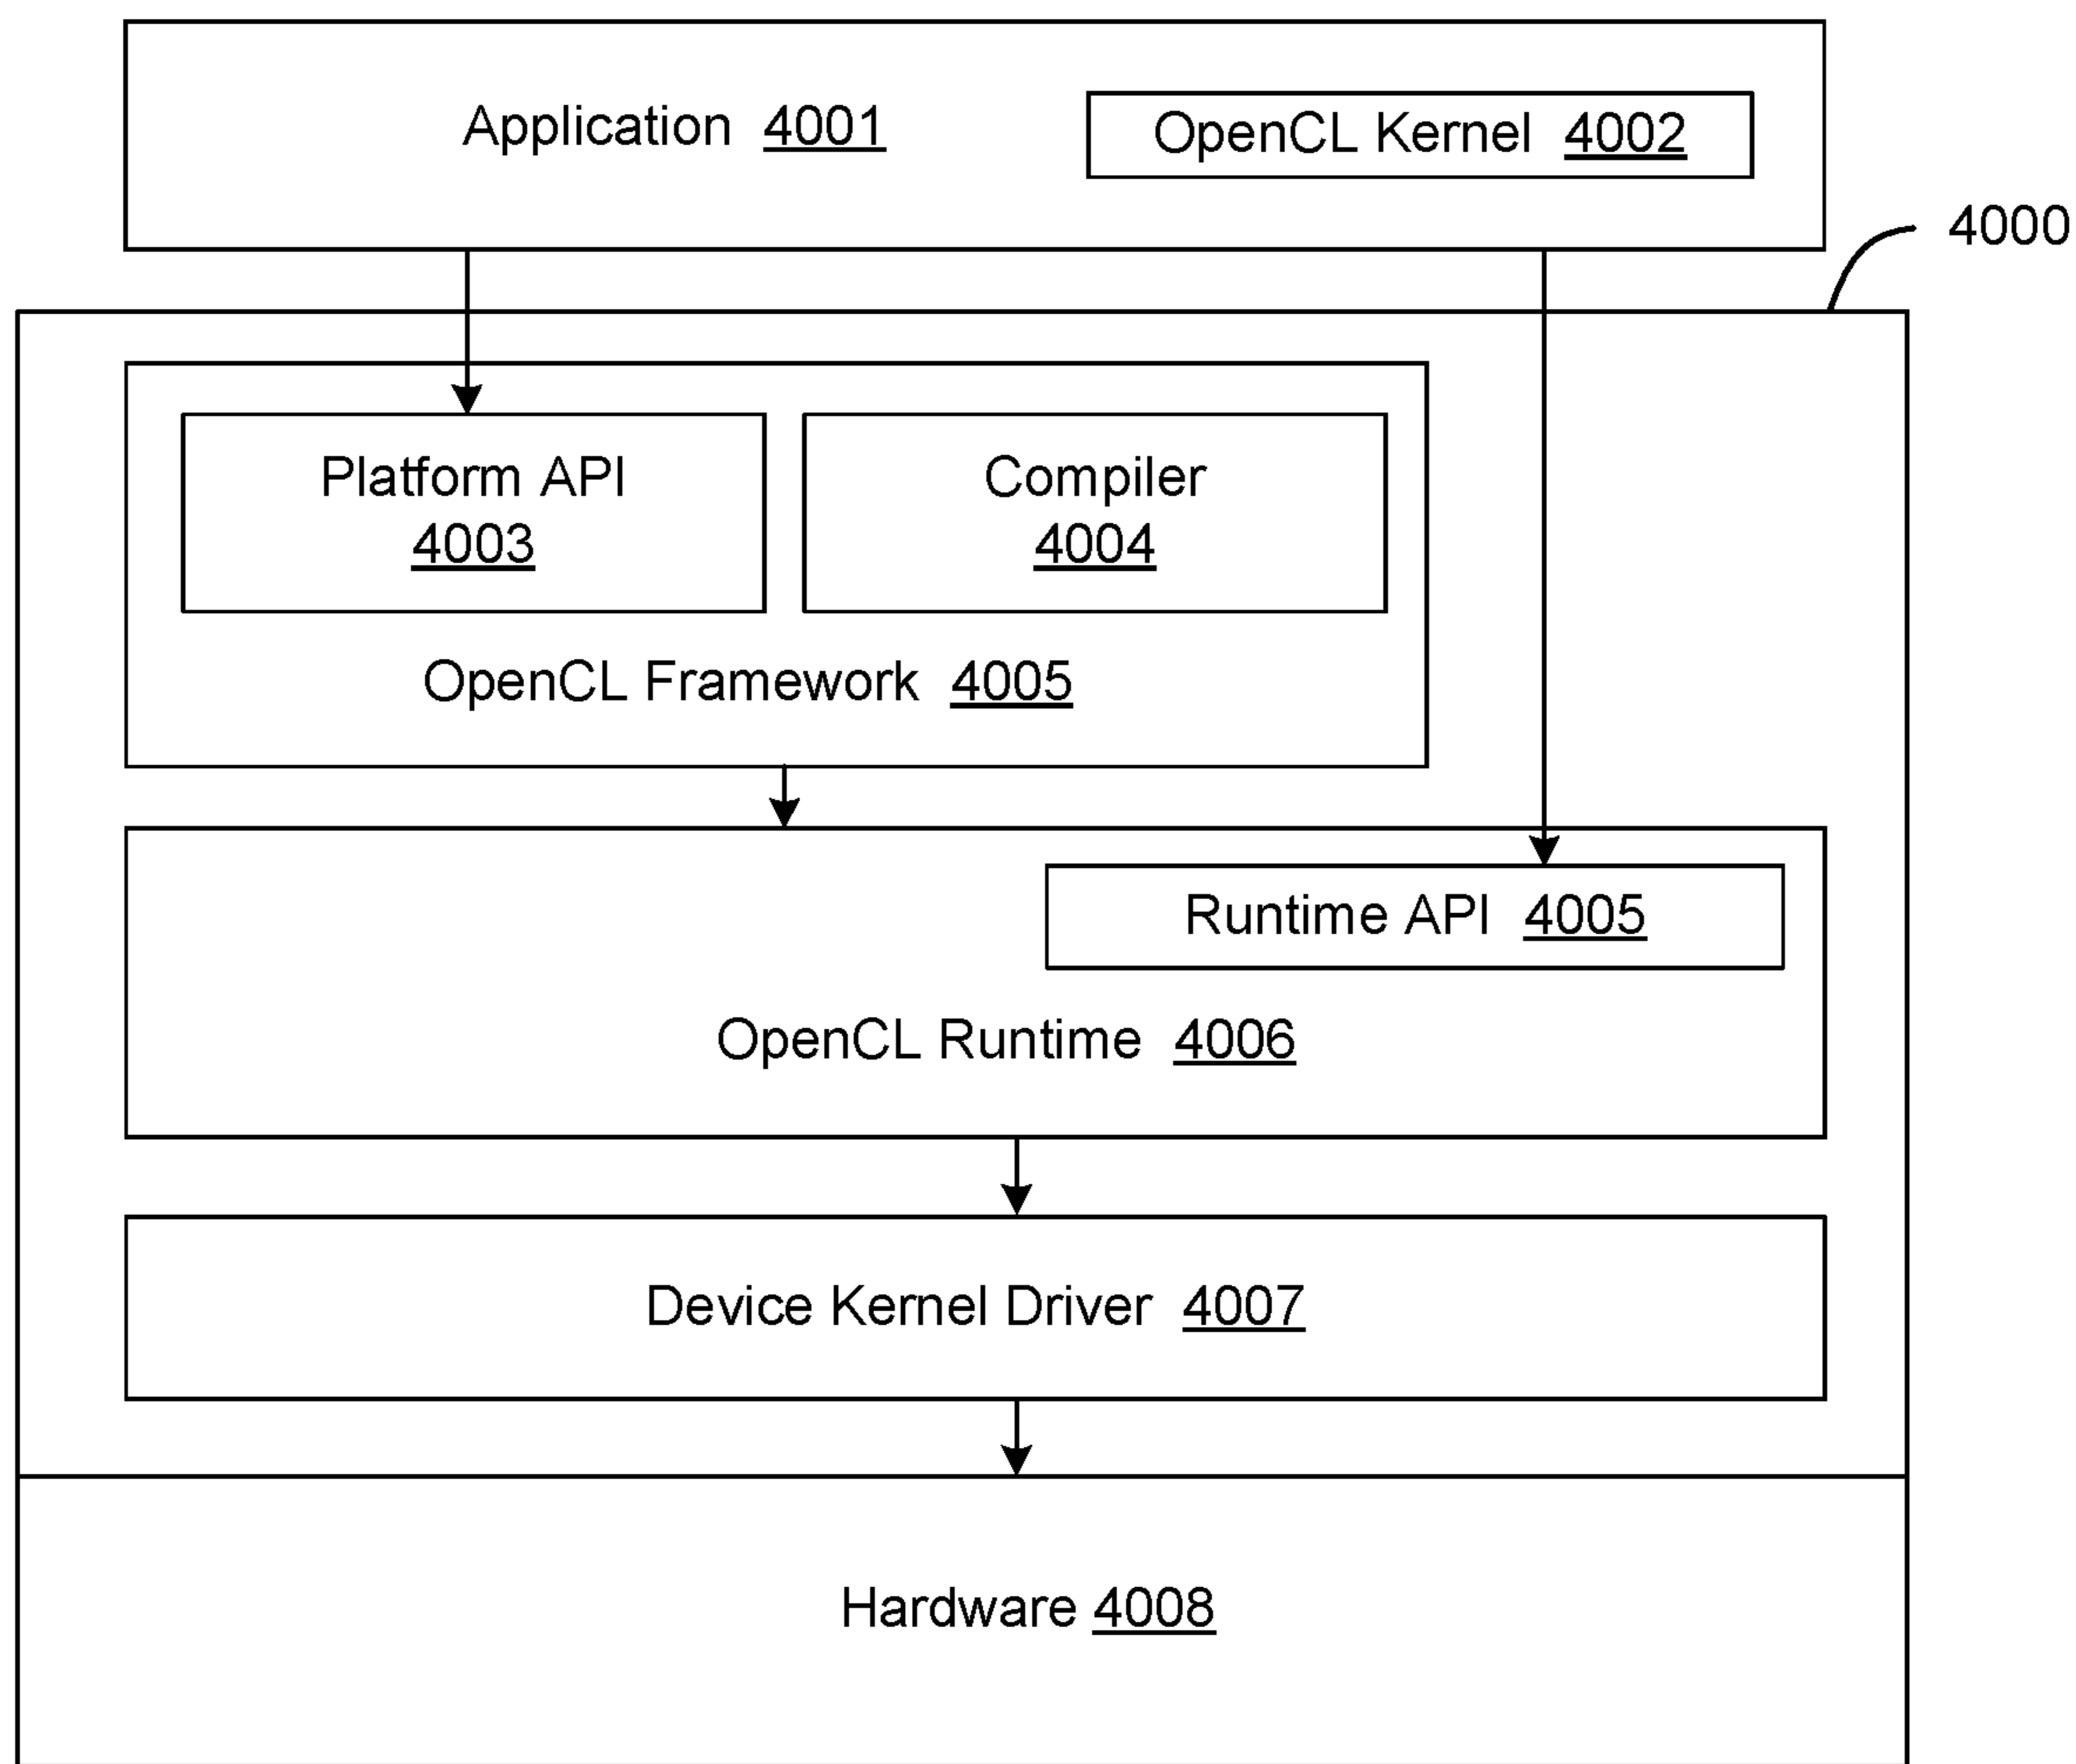 Application 4001
OpenCL Kernel 4002
4000
Platform API
4003
Compiler
4004
OpenCL Framework 4005
Runtime API 4005
OpenCL Runtime 4006
Device Kernel Driver 4007
Hardware 4008